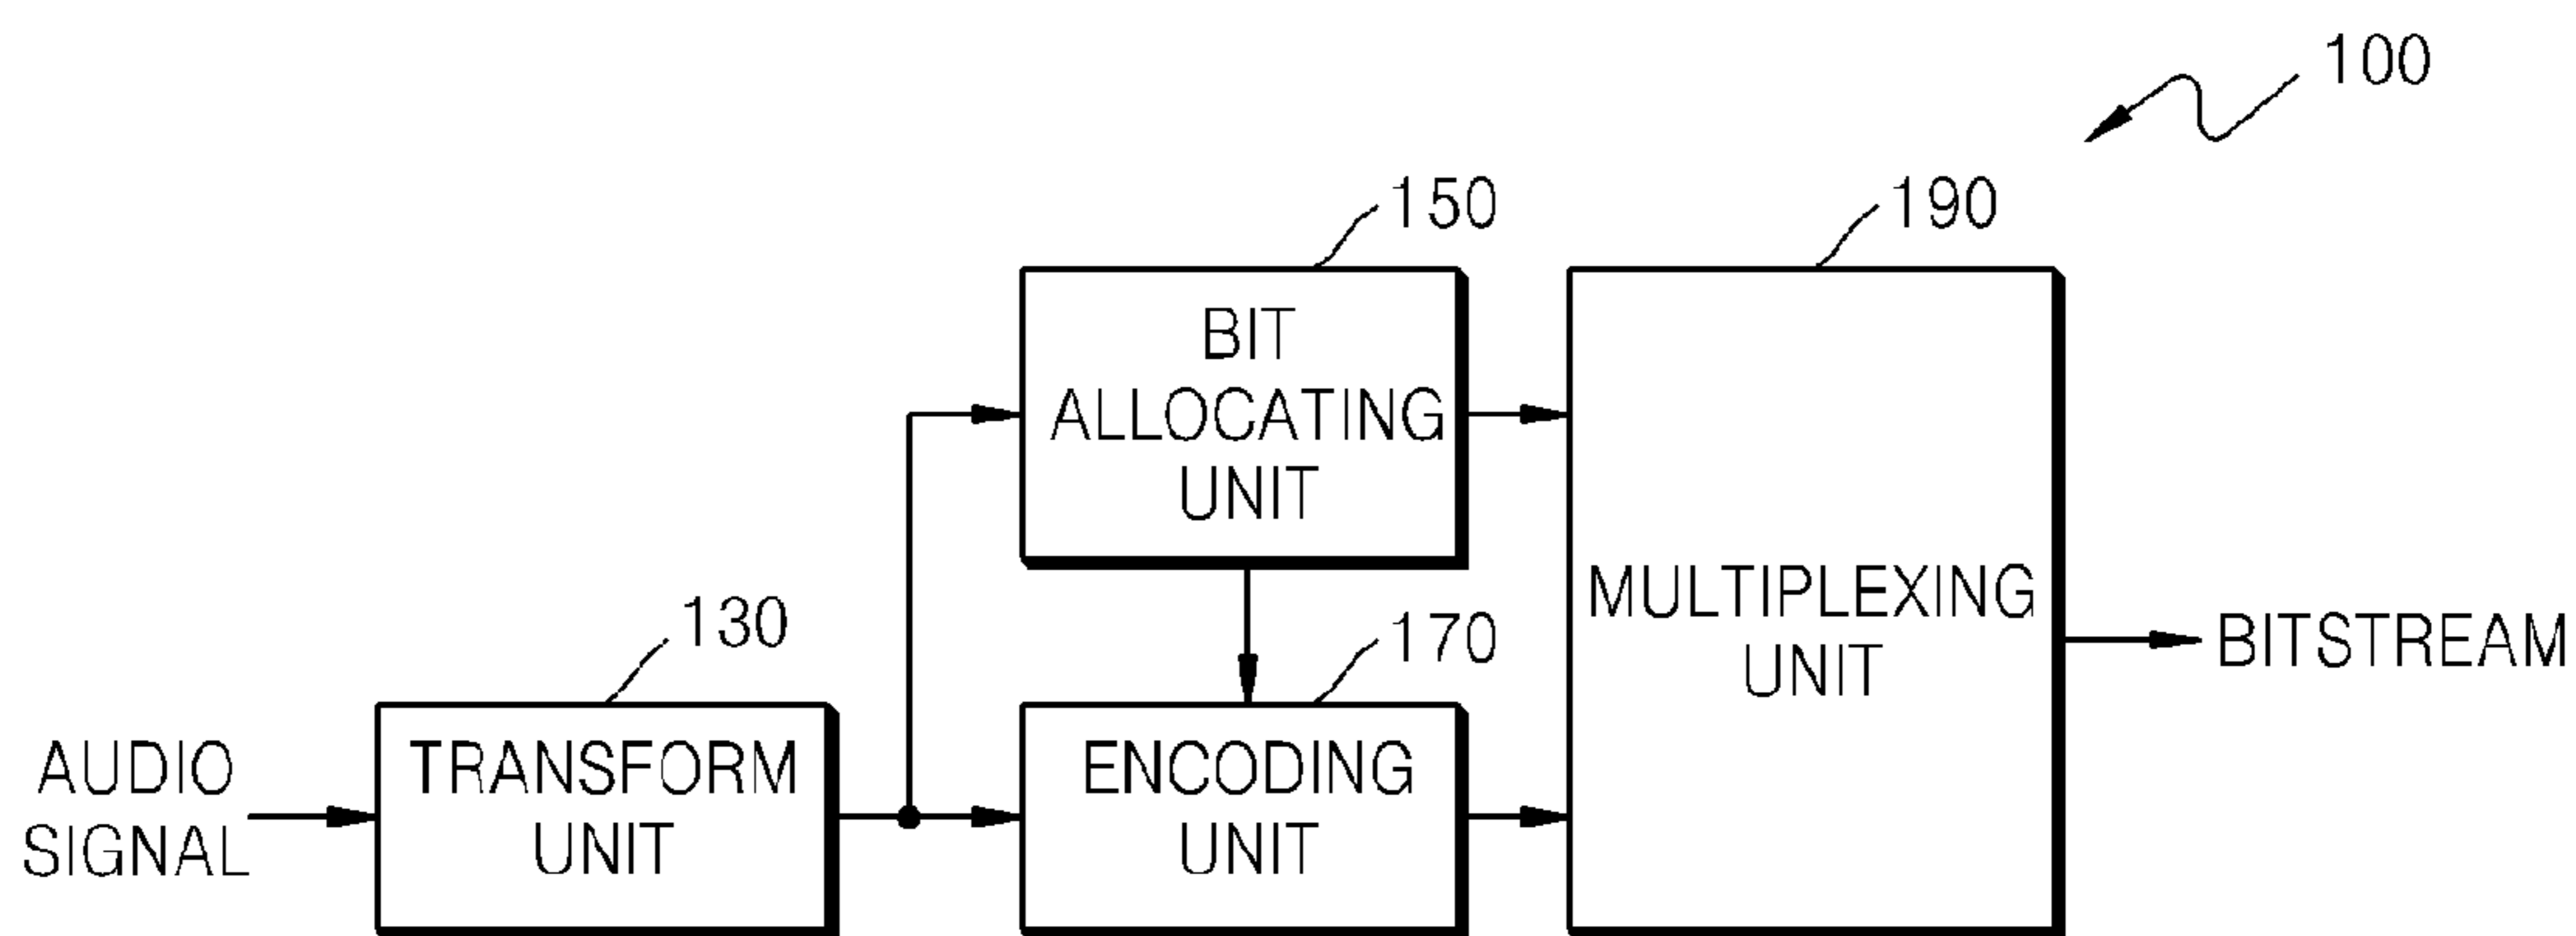 100
150
190
BIT
ALLOCATING
UNIT
130
170
MULTIPLEXING
UNIT
BITSTREAM
AUDIO
SIGNAL
TRANSFORM
UNIT
ENCODING
UNIT